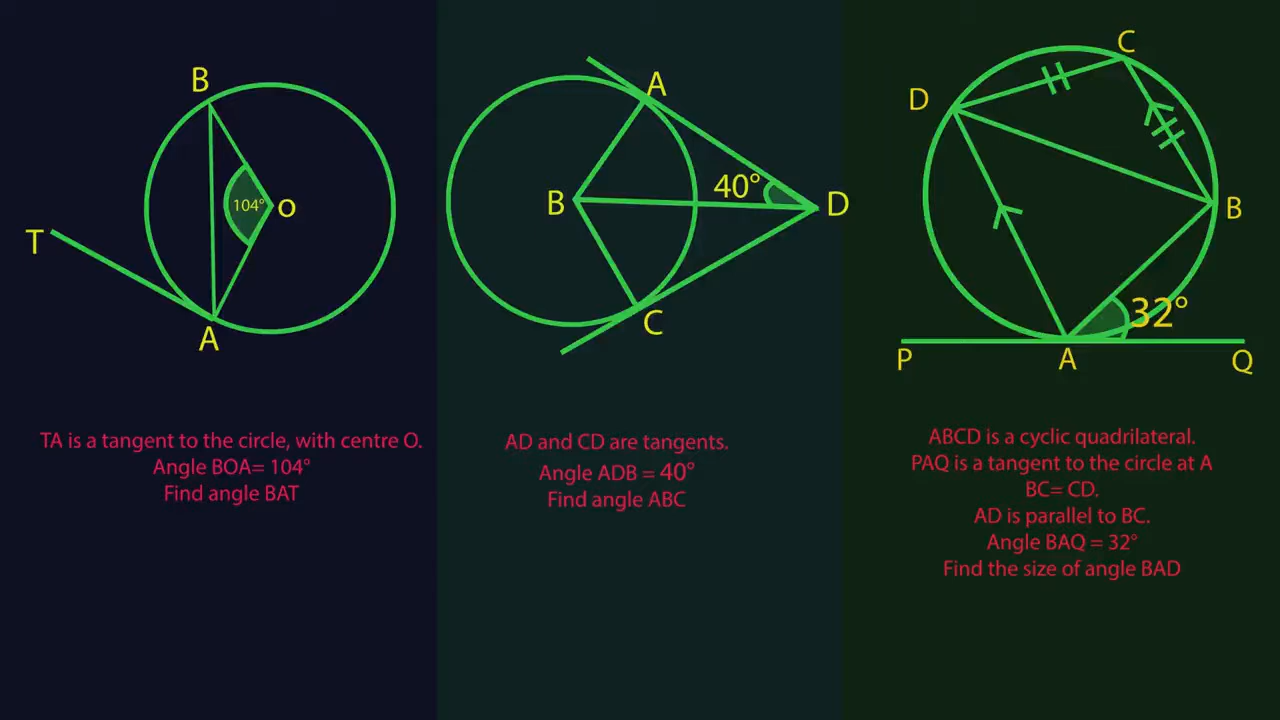 B
104°
O
T
A
TA is a tangent to the circle, with centre O.
Angle BOA= 104°
Find angle BAT
A
40°
B
D
C
AD and CD are tangents.
Angle ADB = 40°
Find angle ABC
C
D
B
32°
P
A
Q
ABCD is a cyclic quadrilateral.
PAQ is a tangent to the circle at A
BC= CD.
AD is parallel to BC.
Angle BAQ = 32°
Find the size of angle BAD